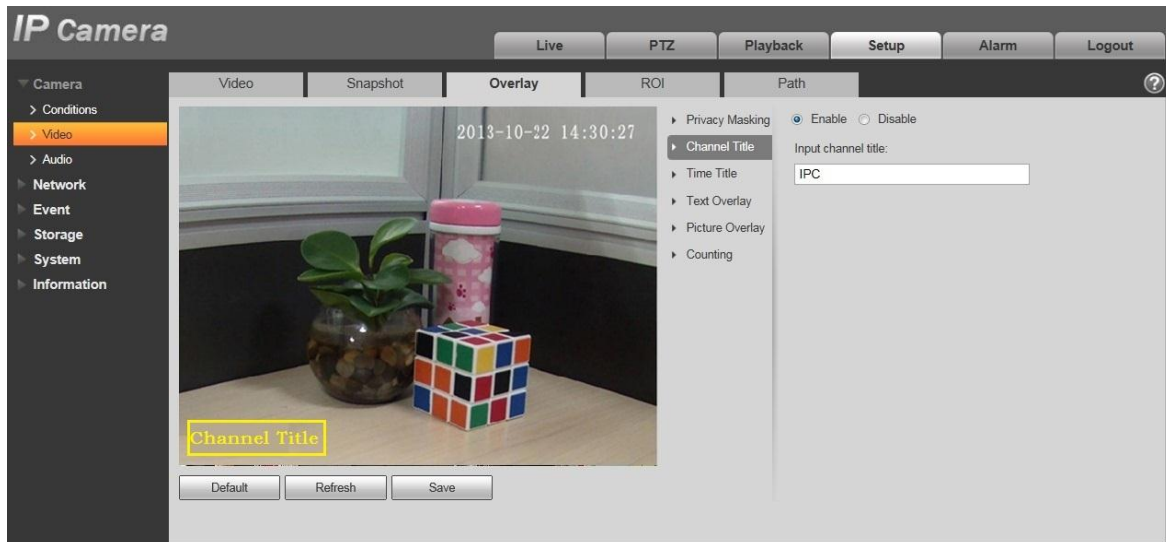 IP Camera
Live PTZ Playback Setup Alarm Logout
Camera
Conditions
Video
Audio
Network
Event
Storage
System
Information
Video Snapshot Overlay ROI Path
2013-10-22 14:30:27
Channel Title
Default Refresh Save
Privacy Masking
Channel Title
Time Title
Text Overlay
Picture Overlay
Counting
Enable Disable
Input channel title:
IPC